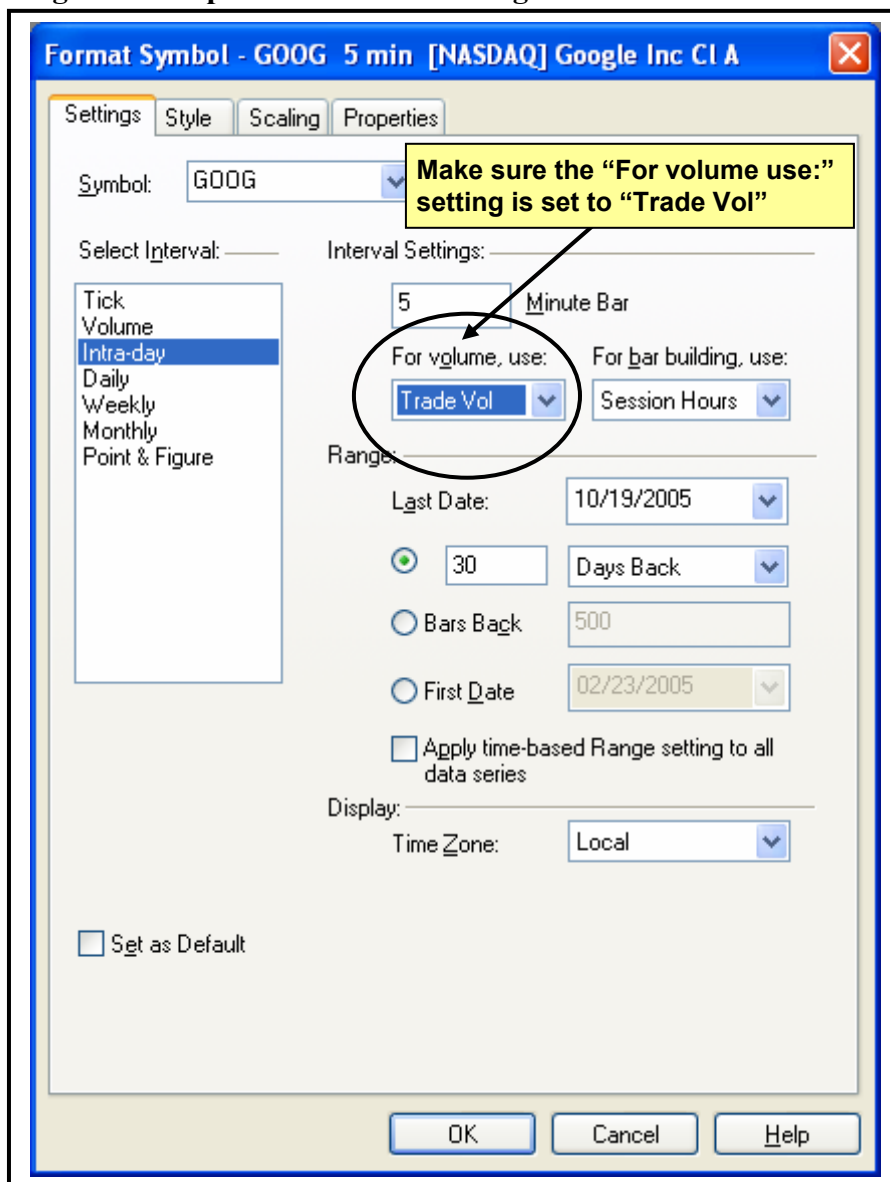 Format Symbol - GOOG 5 min [NASDAQ] Google Inc Cl A
Settings Style Scaling Properties
Symbol: GOOG
Make sure the “For volume use:”
setting is set to “Trade Vol”
Select Interval:
Tick
Volume
Intra-day
Daily
Weekly
Monthly
Point & Figure
Interval Settings:
5 Minute Bar
For volume, use: For bar building, use:
Trade Vol Session Hours
Range:
Last Date: 10/19/2005
30 Days Back
Bars Back 500
First Date 02/23/2005
Apply time-based Range setting to all
data series
Display:
Time Zone: Local
Set as Default
OK Cancel Help